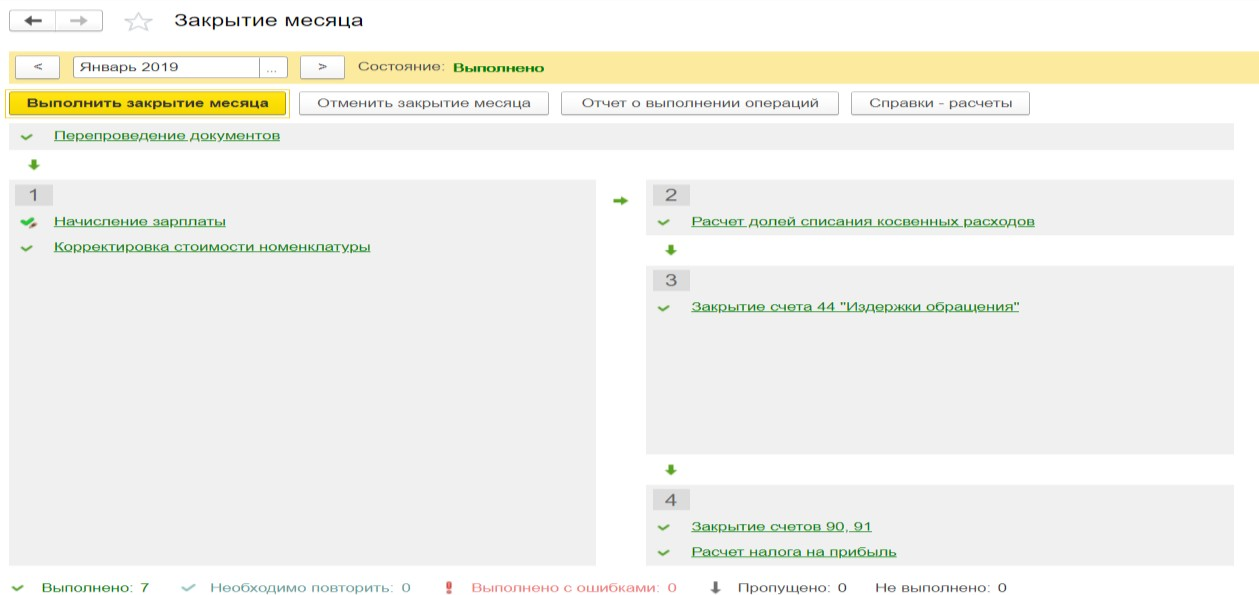 Закрытие месяца
< Январь 2019 ... > Состояние: Выполнено
Выполнить закрытие месяца Отменить закрытие месяца Отчет о выполнении операций Справки - расчеты
Перепроведение документов
1
Начисление зарплаты
Корректировка стоимости номенклатуры
2
Расчет долей списания косвенных расходов
3
Закрытие счета 44 "Издержки обращения"
4
Закрытие счетов 90, 91
Расчет налога на прибыль
Выполнено: 7 Необходимо повторить: 0 Выполнено с ошибками: 0 Пропущено: 0 Не выполнено: 0